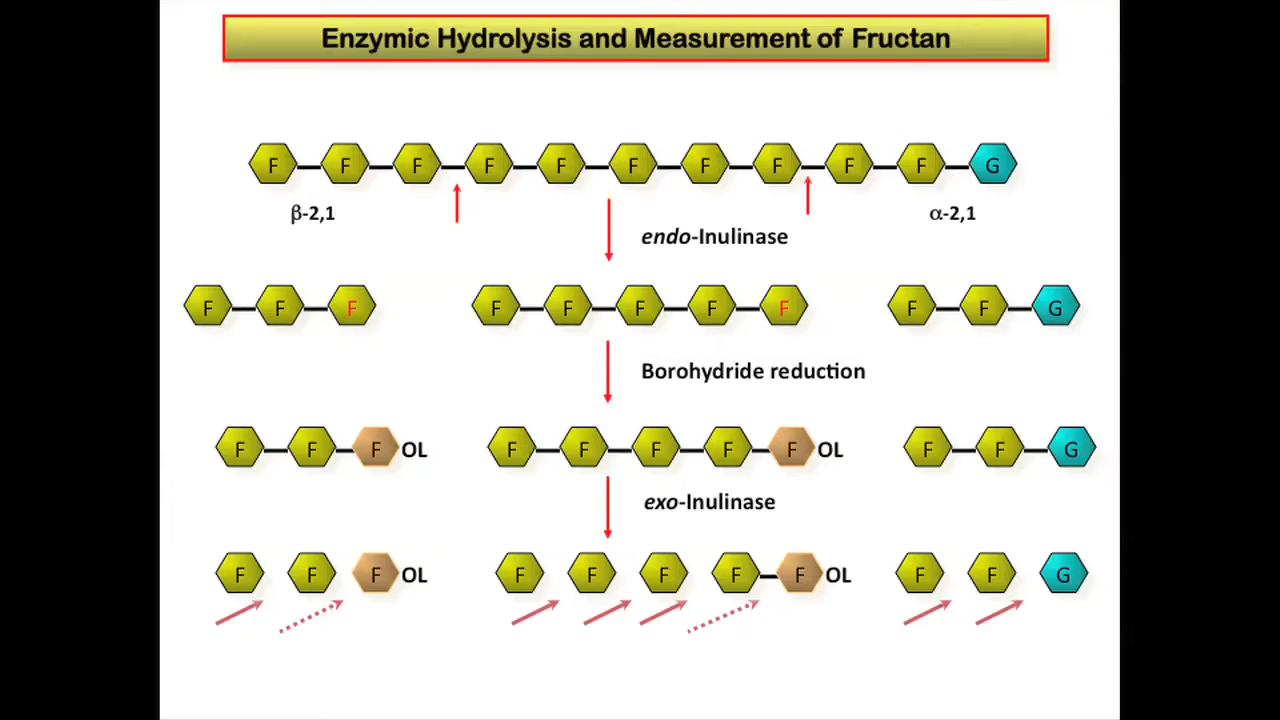 Enzymic Hydrolysis and Measurement of Fructan
F F F F F F F F F F G
β-2,1
α-2,1
endo-Inulinase
F F F F F F F F F F G
Borohydride reduction
F F F OL F F F F F OL F F G
exo-Inulinase
F F F OL F F F F F OL F F G